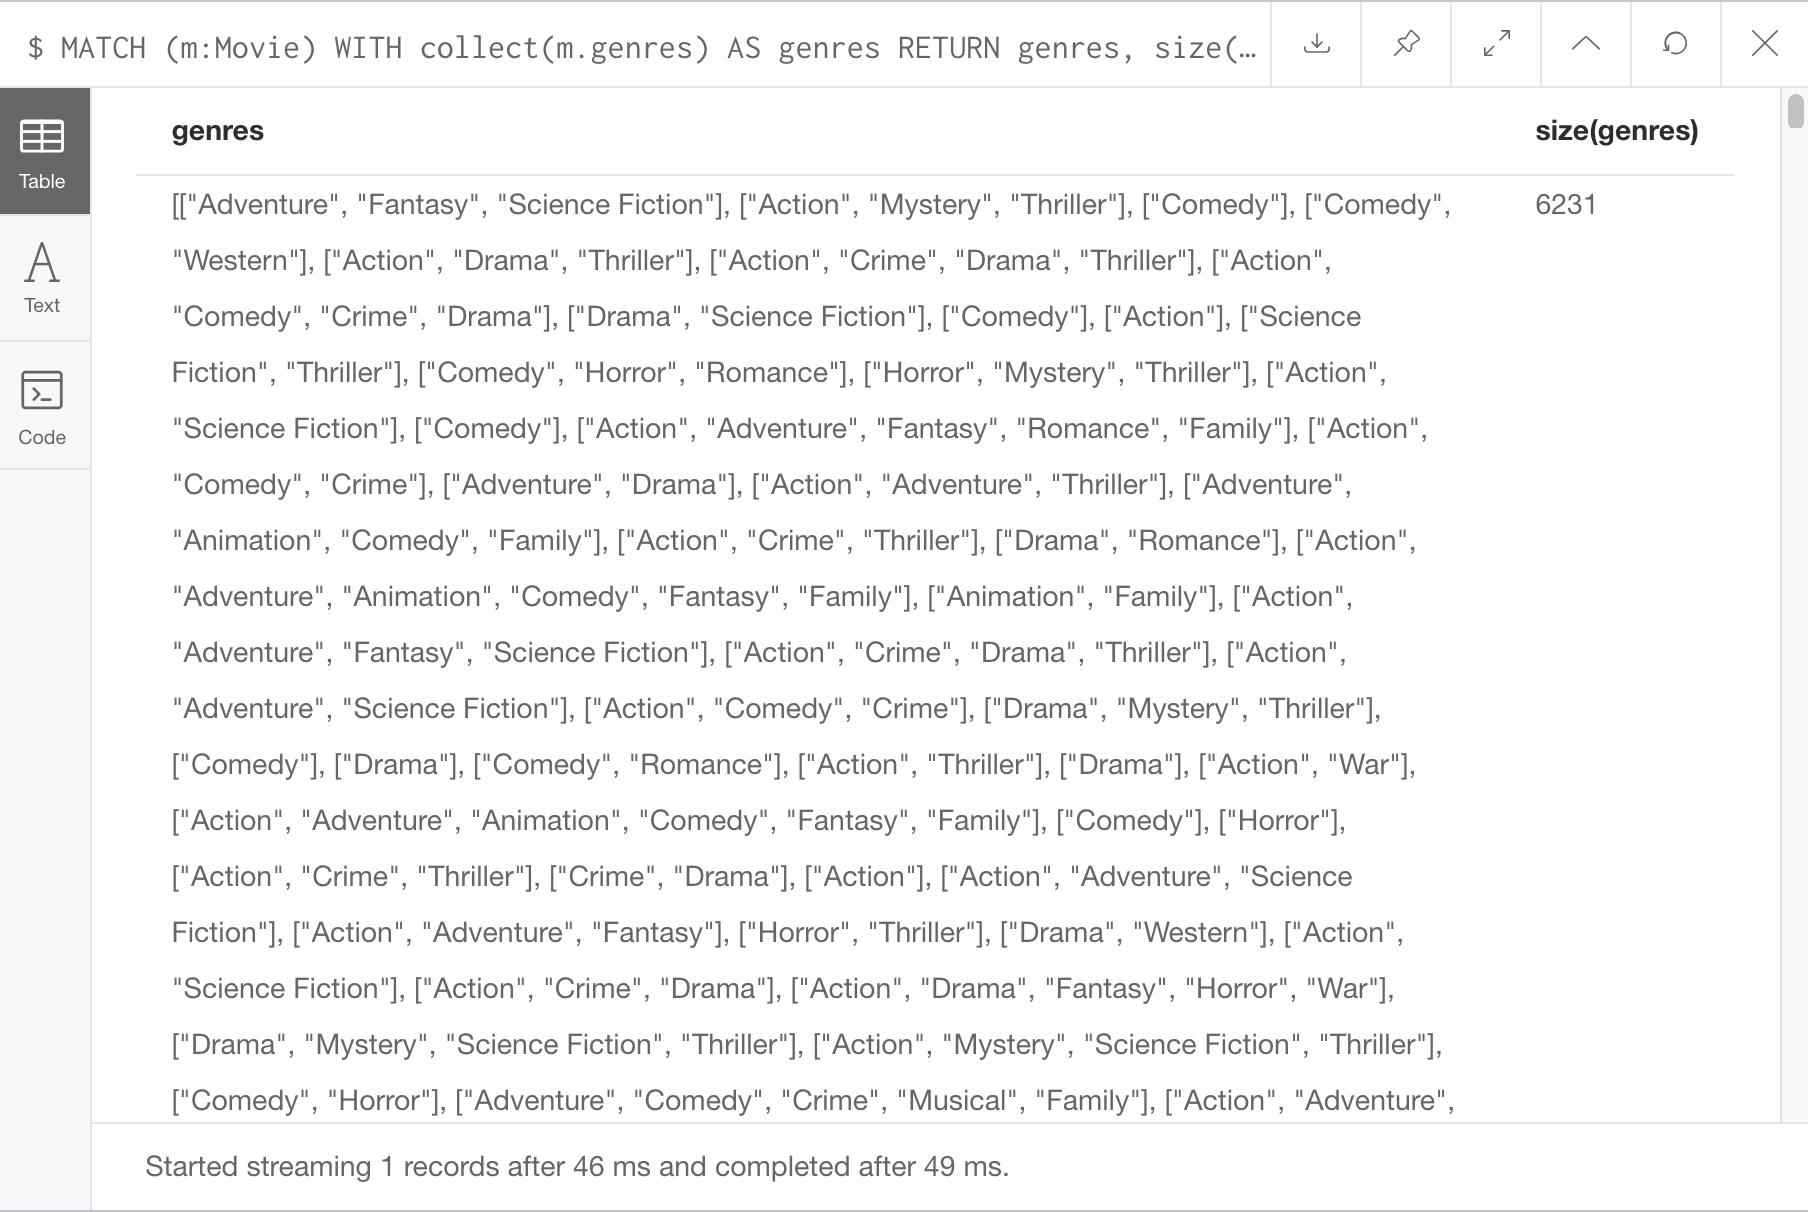 $ MATCH (m:Movie) WITH collect(m.genres) AS genres RETURN genres, size(…
Table
Text
Code
genres size(genres)
[["Adventure", "Fantasy", "Science Fiction"], ["Action", "Mystery", "Thriller"], ["Comedy"], ["Comedy", 6231
"Western"], ["Action", "Drama", "Thriller"], ["Action", "Crime", "Drama", "Thriller"], ["Action",
"Comedy", "Crime", "Drama"], ["Drama", "Science Fiction"], ["Comedy"], ["Action"], ["Science
Fiction", "Thriller"], ["Comedy", "Horror", "Romance"], ["Horror", "Mystery", "Thriller"], ["Action",
"Science Fiction"], ["Comedy"], ["Action", "Adventure", "Fantasy", "Romance", "Family"], ["Action",
"Comedy", "Crime"], ["Adventure", "Drama"], ["Action", "Adventure", "Thriller"], ["Adventure",
"Animation", "Comedy", "Family"], ["Action", "Crime", "Thriller"], ["Drama", "Romance"], ["Action",
"Adventure", "Animation", "Comedy", "Fantasy", "Family"], ["Animation", "Family"], ["Action",
"Adventure", "Fantasy", "Science Fiction"], ["Action", "Crime", "Drama", "Thriller"], ["Action",
"Adventure", "Science Fiction"], ["Action", "Comedy", "Crime"], ["Drama", "Mystery", "Thriller"],
["Comedy"], ["Drama"], ["Comedy", "Romance"], ["Action", "Thriller"], ["Drama"], ["Action", "War"],
["Action", "Adventure", "Animation", "Comedy", "Fantasy", "Family"], ["Comedy"], ["Horror"],
["Action", "Crime", "Thriller"], ["Crime", "Drama"], ["Action"], ["Action", "Adventure", "Science
Fiction"], ["Action", "Adventure", "Fantasy"], ["Horror", "Thriller"], ["Drama", "Western"], ["Action",
"Science Fiction"], ["Action", "Crime", "Drama"], ["Action", "Drama", "Fantasy", "Horror", "War"],
["Drama", "Mystery", "Science Fiction", "Thriller"], ["Action", "Mystery", "Science Fiction", "Thriller"],
["Comedy", "Horror"], ["Adventure", "Comedy", "Crime", "Musical", "Family"], ["Action", "Adventure",
Started streaming 1 records after 46 ms and completed after 49 ms.